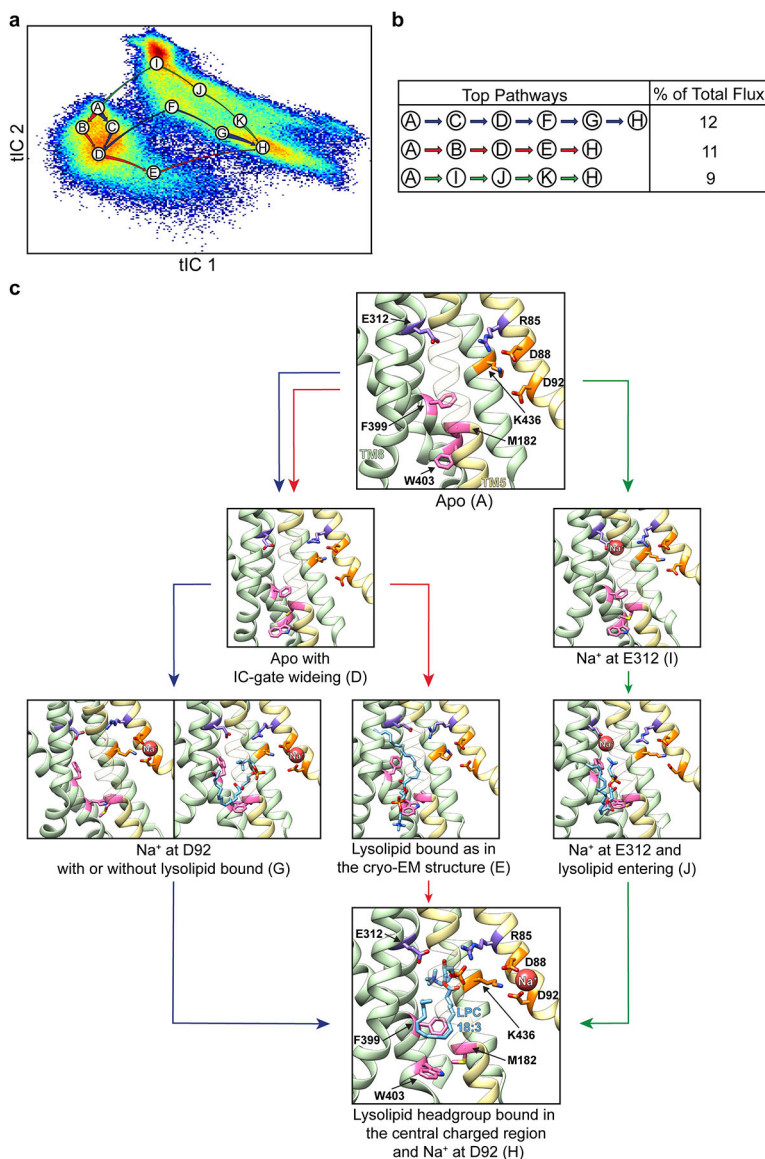 a
I
J
A
F
K
B
C
G
H
D
E
tIC 2
tIC 1
b
Top Pathways % of Total Flux
A C D F G H 12
A B D E H 11
A I J K H 9
c
E312
R85
D88
D92
K436
F399
M182
TM8
W403
TM5
Apo (A)
Na+
Apo with
IC-gate wideing (D)
Na⁺ at E312 (I)
Na+
Na+
Na+
Na⁺ at D92
with or without lysolipid bound (G)
Lysolipid bound as in
the cryo-EM structure (E)
Na⁺ at E312 and
lysolipid entering (J)
E312
R85
D88
Na+
D92
LPC
18:3
K436
F399
M182
W403
Lysolipid headgroup bound in
the central charged region
and Na⁺ at D92 (H)